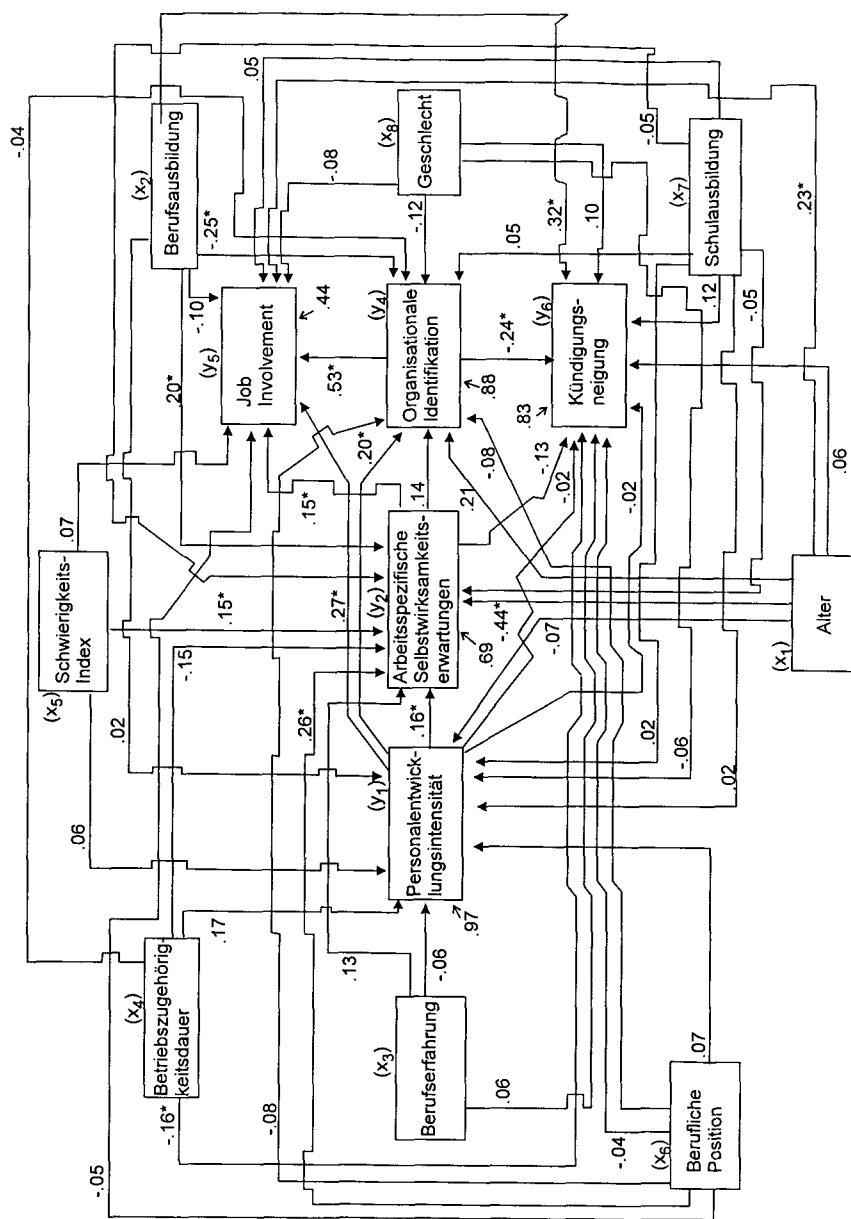 -.05
-.04
(x4)
Betriebszugehörig-
keitsdauer
(x5)
Schwierigkeits-
Index
(x2)
Berufsausbildung
-.16*
.17
.06
.07
.02
.20*
-.10
-.25*
.05
-.08
.15*
-.15
.26*
.13
(y5)
Job
Involvement
.44
(x8)
Geschlecht
-.08
-.12
(x3)
Berufserfahrung
-.06
.06
(y1)
Personalentwick-
lungsintensität
.97
.27*
.16*
(y2)
Arbeitsspezifische
Selbstwirksamkeits-
erwartungen
.69
.15*
.20*
.14
.53*
(y4)
Organisationale
Identifikation
.88
.32*
.10
.05
-.24*
-.13
.21
-.08
-.44*
-.07
-.02
-.02
.83
(y6)
Kündigungs-
neigung
.12
-.05
-.05
(x7)
Schulausbildung
-.04
(x6)
Berufliche
Position
.07
.02
-.06
.02
(x1)
Alter
.06
.23*